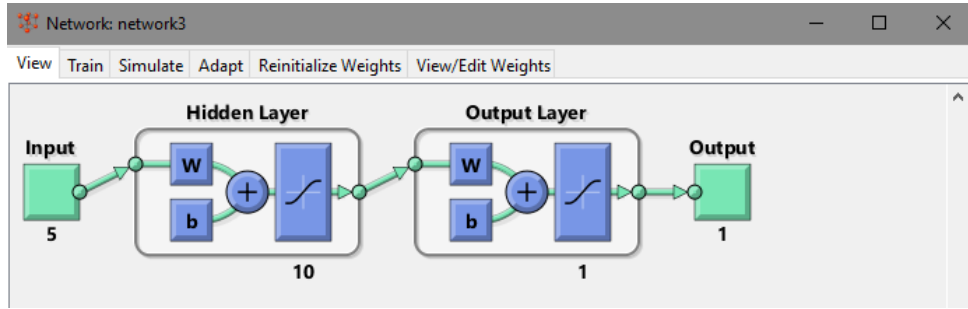 Network: network3
View Train Simulate Adapt Reinitialize Weights View/Edit Weights
Hidden Layer Output Layer
Input Output
W W
b b
5 1
10 1